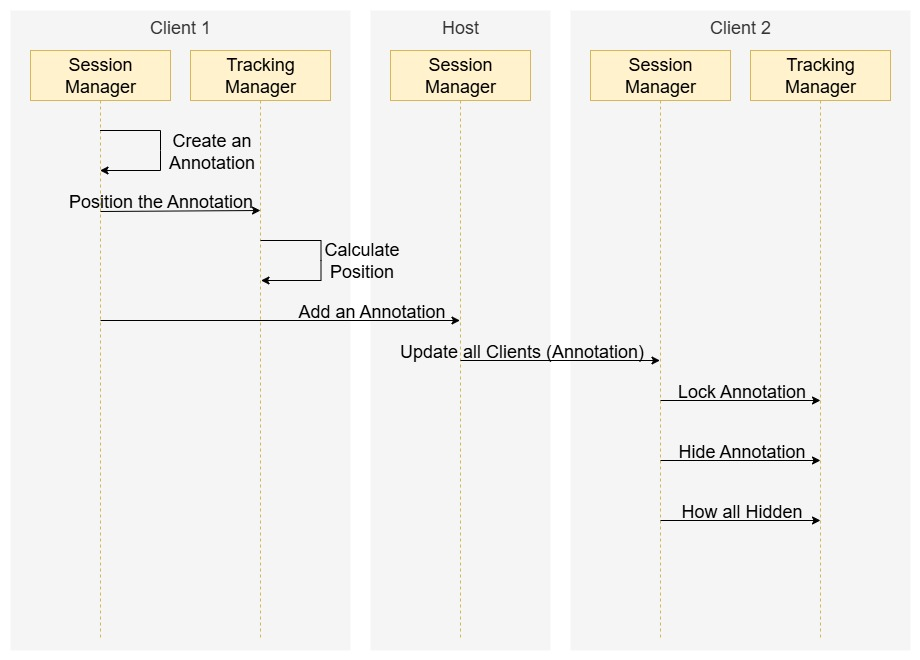 Client 1
Host
Client 2
Session
Manager
Tracking
Manager
Session
Manager
Session
Manager
Tracking
Manager
Create an
Annotation
Position the Annotation
Calculate
Position
Add an Annotation
Update all Clients (Annotation)
Lock Annotation
Hide Annotation
How all Hidden